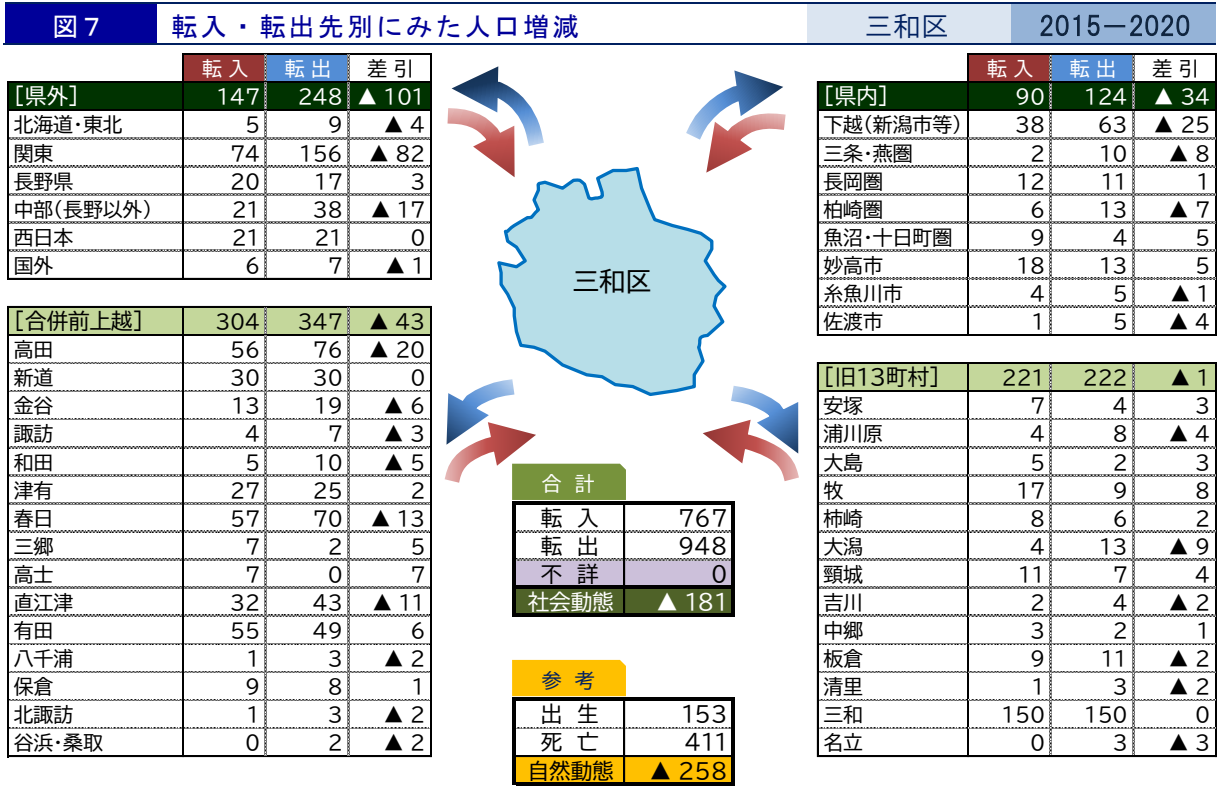 図７ 転入・転出先別にみた人口増減 三和区 2015－2020
転入 転出 差引
[県外] 147 248 ▲ 101
北海道・東北 5 9 ▲ 4
関東 74 156 ▲ 82
長野県 20 17 3
中部(長野以外) 21 38 ▲ 17
西日本 21 21 0
国外 6 7 ▲ 1
[合併前上越] 304 347 ▲ 43
高田 56 76 ▲ 20
新道 30 30 0
金谷 13 19 ▲ 6
諏訪 4 7 ▲ 3
和田 5 10 ▲ 5
津有 27 25 2
春日 57 70 ▲ 13
三郷 7 2 5
高士 7 0 7
直江津 32 43 ▲ 11
有田 55 49 6
八千浦 1 3 ▲ 2
保倉 9 8 1
北諏訪 1 3 ▲ 2
谷浜・桑取 0 2 ▲ 2
三和区
合計
転入 767
転出 948
不詳 0
社会動態 ▲ 181
参考
出生 153
死亡 411
自然動態 ▲ 258
転入 転出 差引
[県内] 90 124 ▲ 34
下越(新潟市等) 38 63 ▲ 25
三条・燕圏 2 10 ▲ 8
長岡圏 12 11 1
柏崎圏 6 13 ▲ 7
魚沼・十日町圏 9 4 5
妙高市 18 13 5
糸魚川市 4 5 ▲ 1
佐渡市 1 5 ▲ 4
[旧13町村] 221 222 ▲ 1
安塚 7 4 3
浦川原 4 8 ▲ 4
大島 5 2 3
牧 17 9 8
柿崎 8 6 2
大潟 4 13 ▲ 9
頸城 11 7 4
吉川 2 4 ▲ 2
中郷 3 2 1
板倉 9 11 ▲ 2
清里 1 3 ▲ 2
三和 150 150 0
名立 0 3 ▲ 3